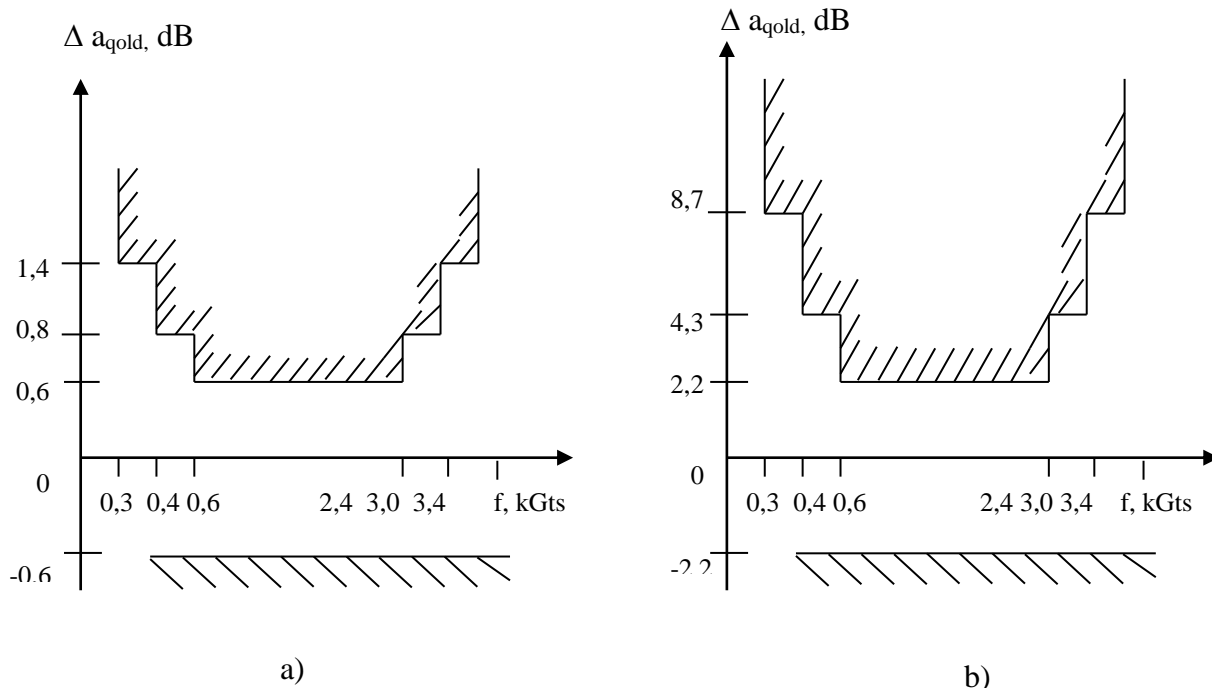 Δ aqold, dB
1,4
0,8
0,6
0
0,3 0,4 0,6 2,4 3,0 3,4 f, kGts
-0.6
a)
Δ aqold, dB
8,7
4,3
2,2
0
0,3 0,4 0,6 2,4 3,0 3,4 f, kGts
-2,2
b)